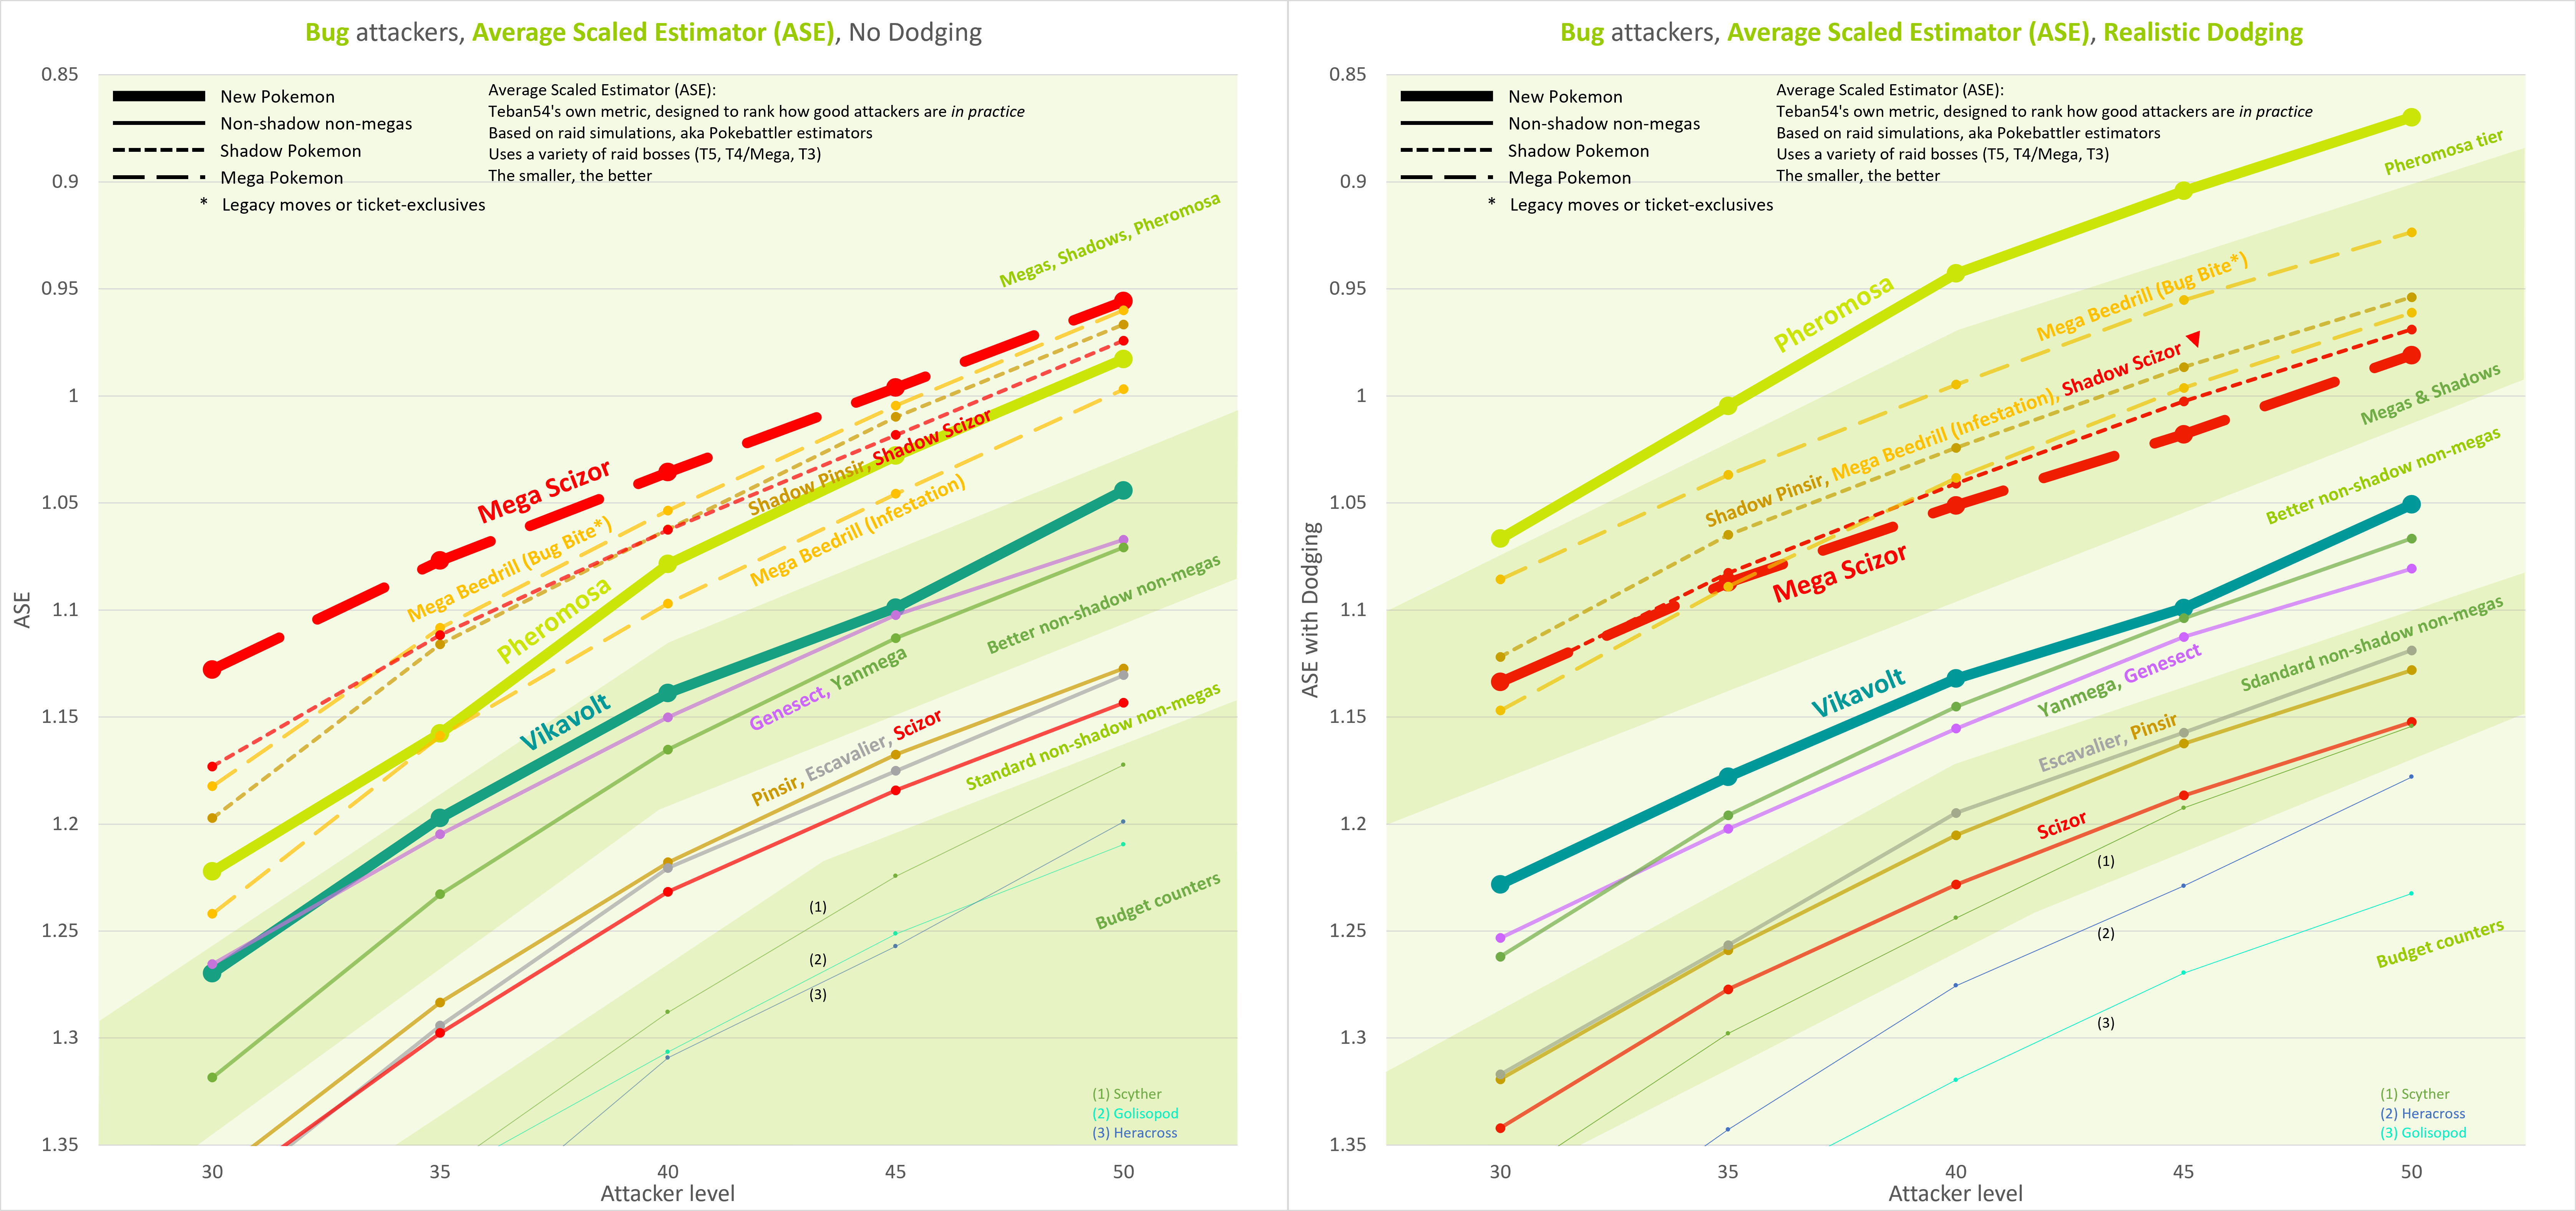 Bug attackers, Average Scaled Estimator (ASE), No Dodging
0.85
0.9
0.95
1
1.05
1.1
1.15
1.2
1.25
1.3
1.35
ASE
New Pokemon
Non-shadow non-megas
Shadow Pokemon
Mega Pokemon
* Legacy moves or ticket-exclusives
Average Scaled Estimator (ASE):
Teban54's own metric, designed to rank how good attackers are in practice
Based on raid simulations, aka Pokebattler estimators
Uses a variety of raid bosses (T5, T4/Mega, T3)
The smaller, the better
Megas, Shadows, Pheromosa
Mega Scizor
Mega Beedrill (Bug Bite*)
Shadow Pinsir, Shadow Scizor
Pheromosa
Mega Beedrill (Infestation)
Better non-shadow non-megas
Vikavolt
Genesect, Yanmega
Pinsir, Escavalier, Scizor
Standard non-shadow non-megas
(1)
(2)
(3)
Budget counters
(1) Scyther
(2) Golisopod
(3) Heracross
30
35
40
45
50
Attacker level
Bug attackers, Average Scaled Estimator (ASE), Realistic Dodging
0.85
0.9
0.95
1
1.05
1.1
1.15
1.2
1.25
1.3
1.35
ASE with Dodging
New Pokemon
Non-shadow non-megas
Shadow Pokemon
Mega Pokemon
* Legacy moves or ticket-exclusives
Average Scaled Estimator (ASE):
Teban54's own metric, designed to rank how good attackers are in practice
Based on raid simulations, aka Pokebattler estimators
Uses a variety of raid bosses (T5, T4/Mega, T3)
The smaller, the better
Pheromosa tier
Pheromosa
Mega Beedrill (Bug Bite*)
Shadow Pinsir, Mega Beedrill (Infestation), Shadow Scizor
Megas & Shadows
Mega Scizor
Better non-shadow non-megas
Vikavolt
Yanmega, Genesect
Sdandard non-shadow non-megas
Escavalier, Pinsir
Scizor
(1)
(2)
(3)
Budget counters
(1) Scyther
(2) Heracross
(3) Golisopod
30
35
40
45
50
Attacker level